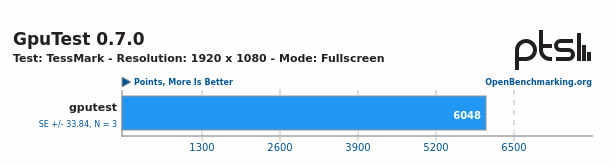 GpuTest 0.7.0
Test: TessMark - Resolution: 1920 x 1080 - Mode: Fullscreen
ptsl
Points, More Is Better
OpenBenchmarking.org
gputest
SE +/- 33.84, N = 3
6048
1300 2600 3900 5200 6500